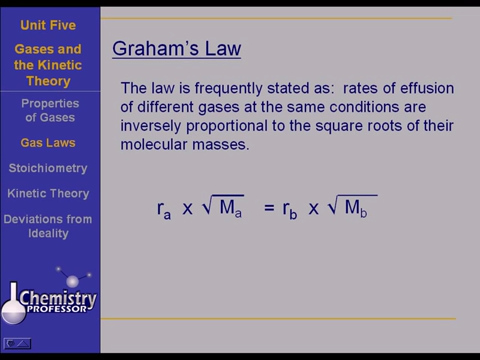 Unit Five
Gases and
the Kinetic
Theory
Properties
of Gases
Gas Laws
Stoichiometry
Kinetic Theory
Deviations from
Ideality
Chemistry
PROFESSOR
Graham's Law
The law is frequently stated as: rates of effusion
of different gases at the same conditions are
inversely proportional to the square roots of their
molecular masses.
rₐ x √Mₐ = r_b x √M_b